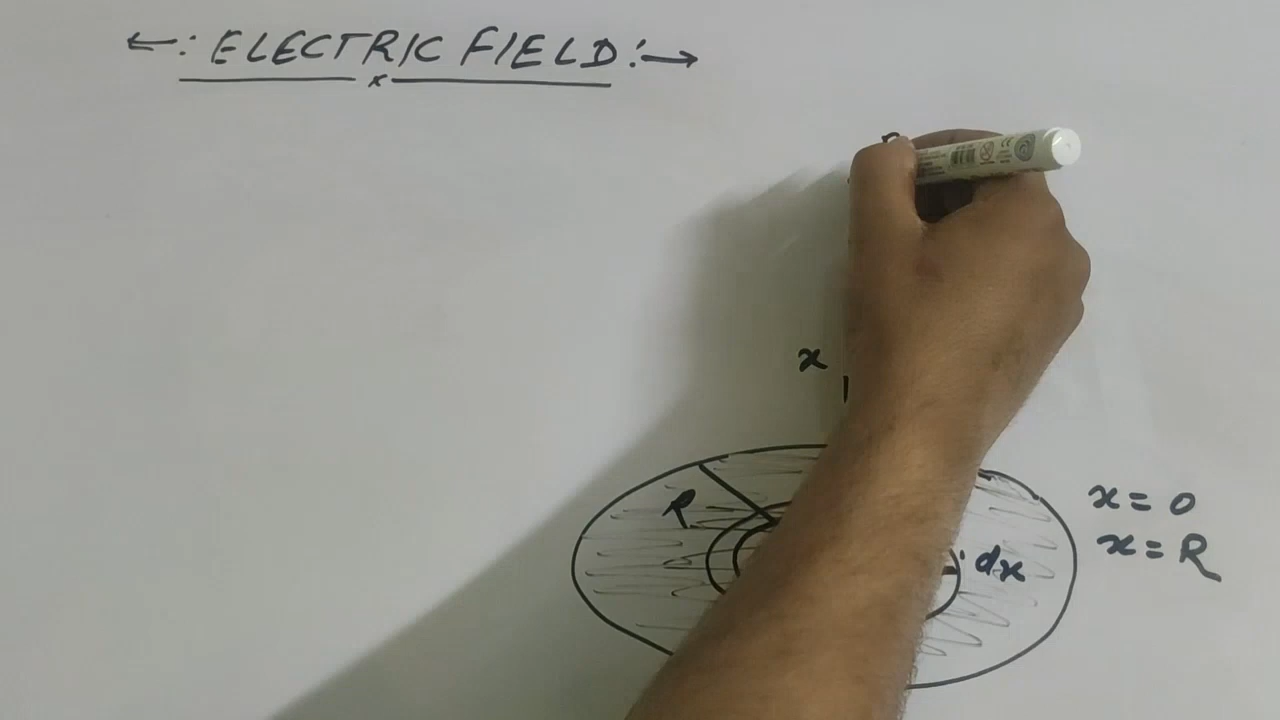 ←: ELECTRIC FIELD :→
x
x
R
x = 0
x = R
dx